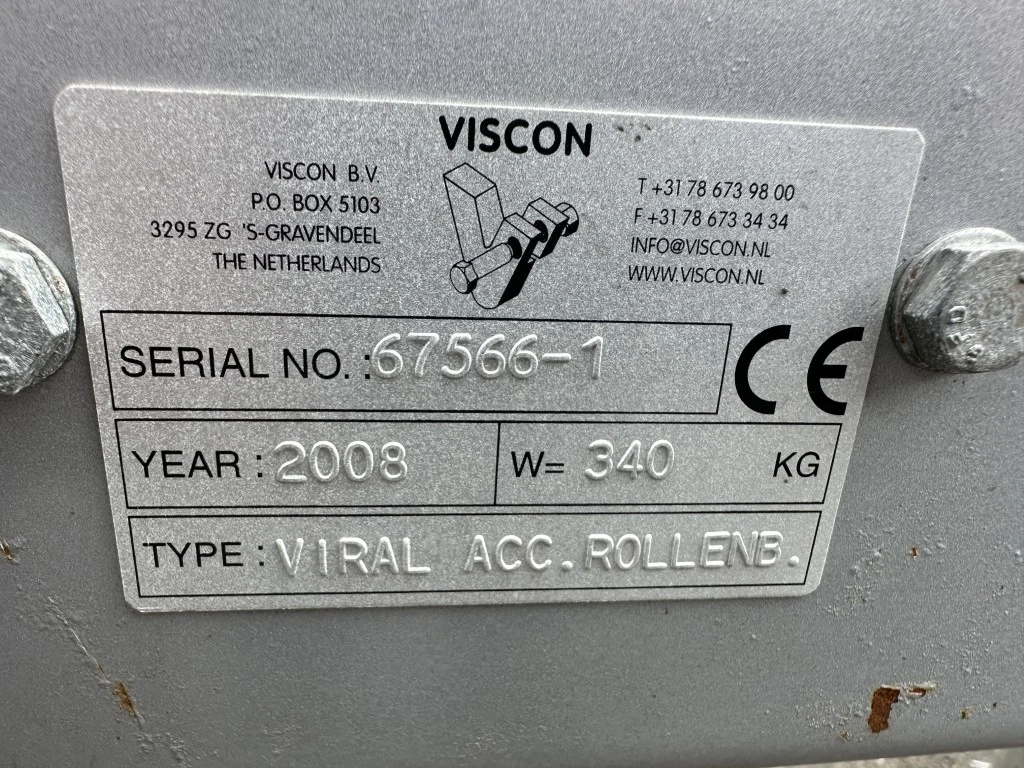 VISCON
VISCON B.V.
P.O. BOX 5103
3295 ZG 'S-GRAVENDEEL
THE NETHERLANDS
T +31 78 673 98 00
F +31 78 673 34 34
INFO@VISCON.NL
WWW.VISCON.NL
SERIAL NO. : 67566-1
CE
YEAR : 2008 W= 340 KG
TYPE : VIRAL ACC.ROLLENB.